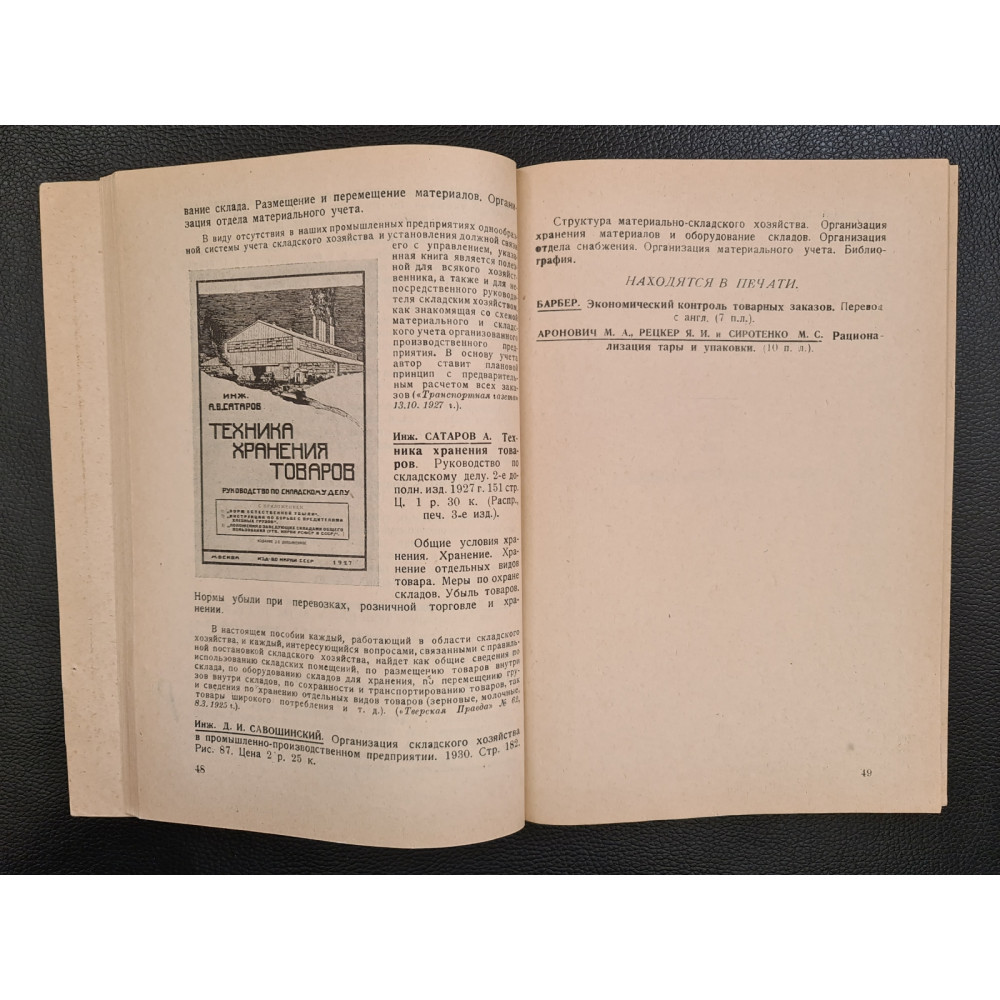 вание склада. Размещение и перемещение материалов. Органи-
зация отдела материального учета.
В виду отсутствия в наших промышленных предприятиях однообраз-
ной системы учета складского хозяйства и установления должной связи
его с управлением, указан-
ная книга является полез-
ной для всякого хозяйст-
венника, а также и для не-
посредственного руководи-
теля складским хозяйством,
как знакомящая со схемой
материального и складс-
кого учета организованного
производственного пред-
приятия. В основу учета
автор ставит плановый
принцип с предваритель-
ным расчетом всех зака-
зов («Транспортная газета»
13.10. 1927 г.).
ИНЖ.
А.В.САТАРОВ
ТЕХНИКА
ХРАНЕНИЯ
ТОВАРОВ
РУКОВОДСТВО ПО СКЛАДСКОМУ ДЕЛУ
МОСКВА
1927
Инж. САТАРОВ А. Тех-
ника хранения това-
ров. Руководство по
складскому делу. 2-е до-
полн. изд. 1927 г. 151 стр.
Ц. 1 р. 30 к. (Распр.,
печ. 3-е изд.).
Общие условия хра-
нения. Хранение. Хра-
нение отдельных видов
товара. Меры по охране
складов. Убыль товаров.
Нормы убыли при перевозках, розничной торговле и хра-
нении.
В настоящем пособии каждый, работающий в области складского
хозяйства, и каждый, интересующийся вопросами, связанными с правиль-
ной постановкой складского хозяйства, найдет как общие сведения по
использованию складских помещений, по размещению товаров внутри
склада, по оборудованию складов для хранения, по перемещению гру-
зов внутри складов, по сохранности и транспортированию товаров, так
и сведения по хранению отдельных видов товаров (зерновые, молочные,
товары широкого потребления и т. д.). («Тверская Правда» № 62,
8.3. 1925 г.).
Инж. Д. И. САВОШИНСКИЙ. Организация складского хозяйства
в промышленно-производственном предприятии. 1930. Стр. 182.
Рис. 87. Цена 2 р. 25 к.
48
Структура материально-складского хозяйства. Организация
хранения материалов и оборудование складов. Организация
отдела снабжения. Организация материального учета. Библио-
графия.
НАХОДЯТСЯ В ПЕЧАТИ.
БАРБЕР. Экономический контроль товарных заказов. Перевод
с англ. (7 п.л.).
АРОНОВИЧ М. А., РЕЦКЕР Я. И. и СИРОТЕНКО М. С. Рациона-
лизация тары и упаковки. (10 п. л.).
49